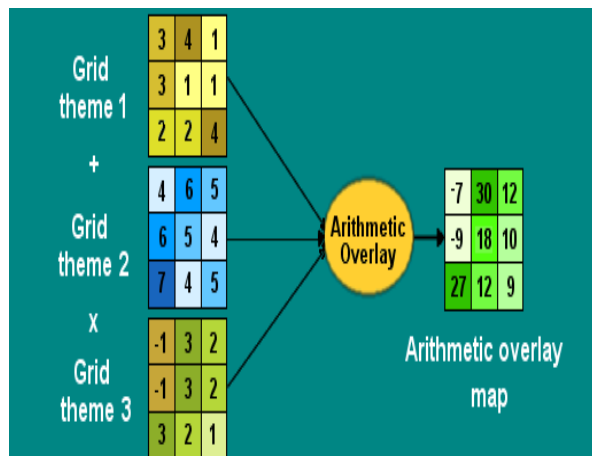 Grid
theme 1
3 4 1
3 1 1
2 2 4
+
Grid
theme 2
4 6 5
6 5 4
7 4 5
x
Grid
theme 3
-1 3 2
-1 3 2
3 2 1
Arithmetic
Overlay
-7 30 12
-9 18 10
27 12 9
Arithmetic overlay
map